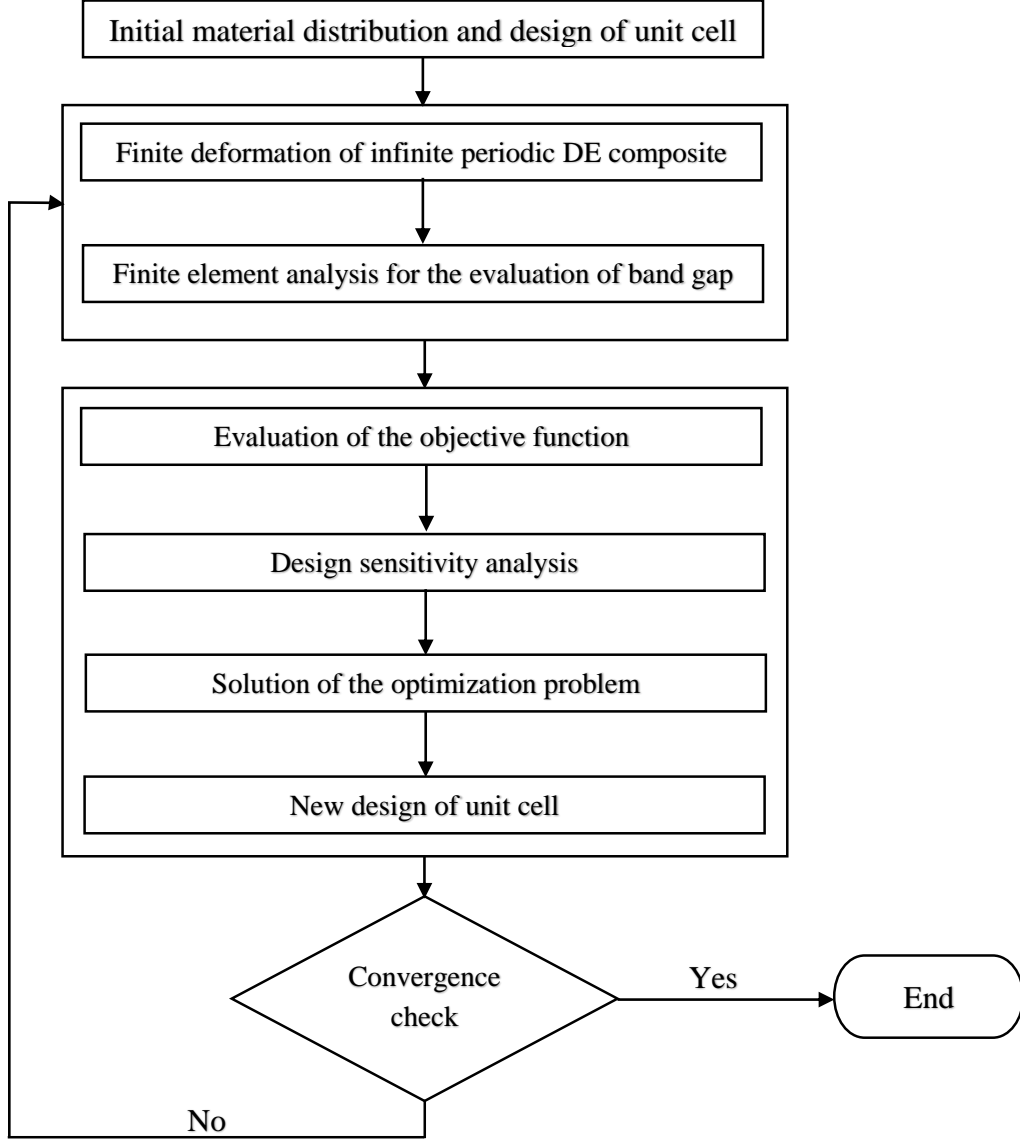 Initial material distribution and design of unit cell
Finite deformation of infinite periodic DE composite
Finite element analysis for the evaluation of band gap
Evaluation of the objective function
Design sensitivity analysis
Solution of the optimization problem
New design of unit cell
Convergence
check
Yes
End
No